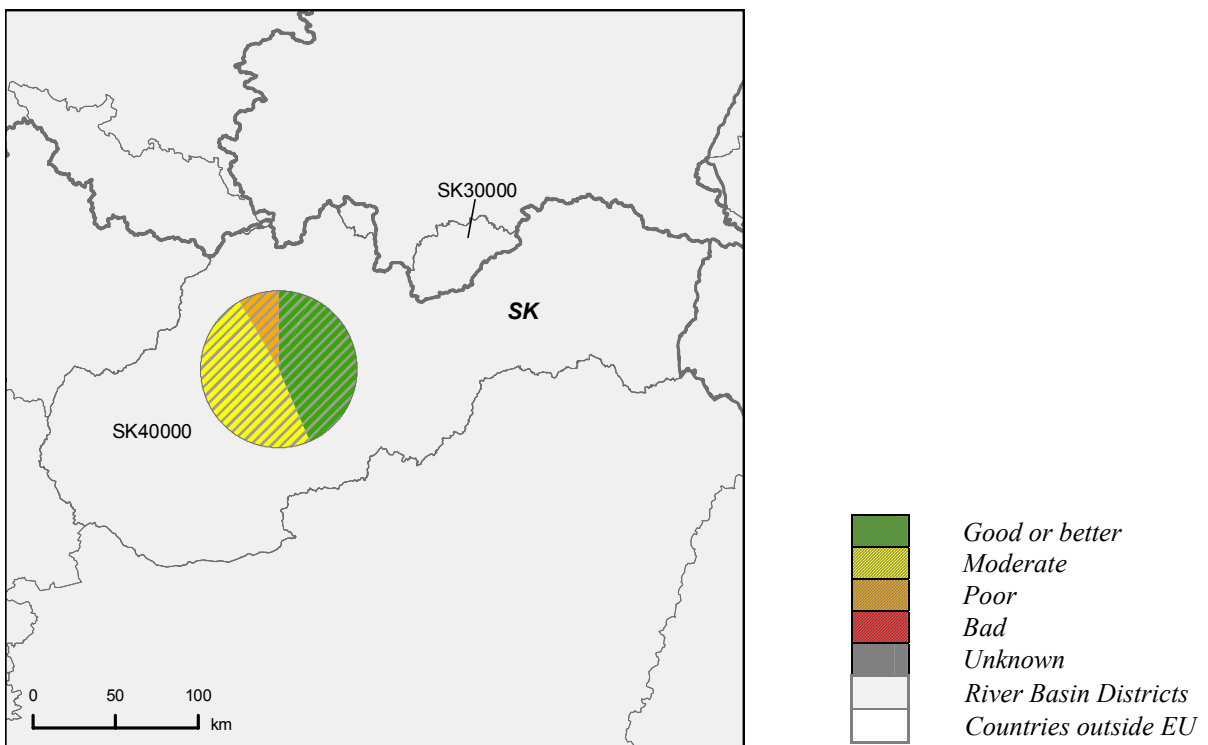 SK30000
SK
SK40000
0 50 100
km
Good or better
Moderate
Poor
Bad
Unknown
River Basin Districts
Countries outside EU